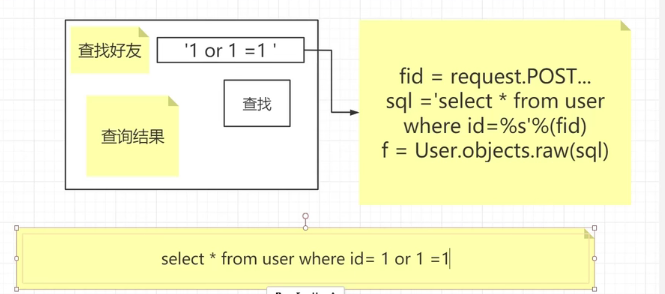 查找好友
'1 or 1 =1 '
查找
查询结果
fid = request.POST...
sql ='select * from user
where id=%s'%(fid)
f = User.objects.raw(sql)
select * from user where id= 1 or 1 =1